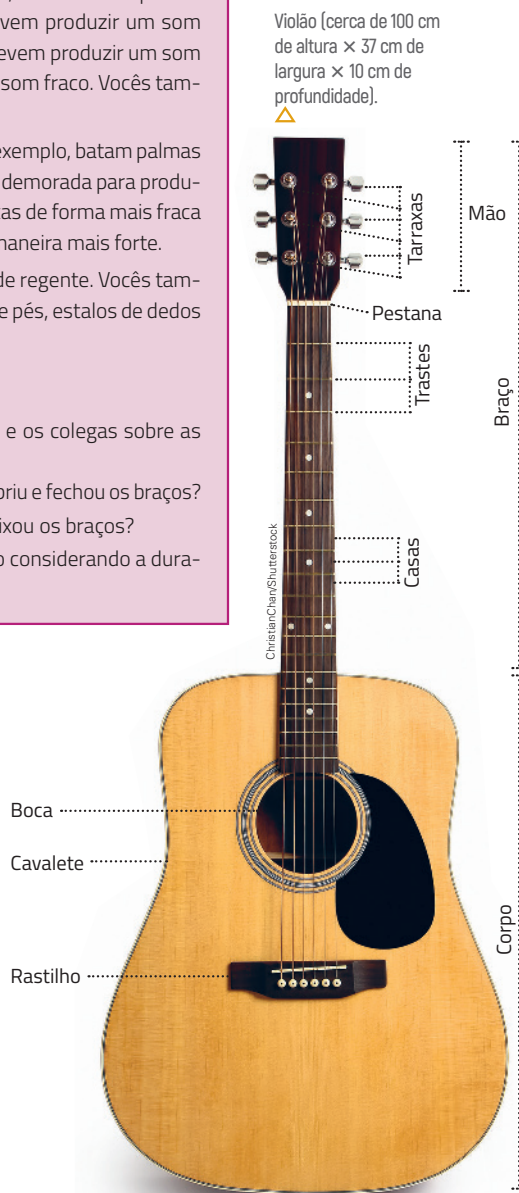 vem produzir um som
evem produzir um som
som fraco. Vocês tam-
exemplo, batam palmas
demorada para produ-
as de forma mais fraca
naneira mais forte.
de regente. Vocês tam-
e pés, estalos de dedos
e os colegas sobre as
briu e fechou os braços?
ixou os braços?
o considerando a dura-
Violão (cerca de 100 cm
de altura × 37 cm de
largura × 10 cm de
profundidade).
Tarraxas
Mão
Pestana
Trastes
Braço
Casas
ChristianChan/Shutterstock
Boca
Cavalete
Rastilho
Corpo